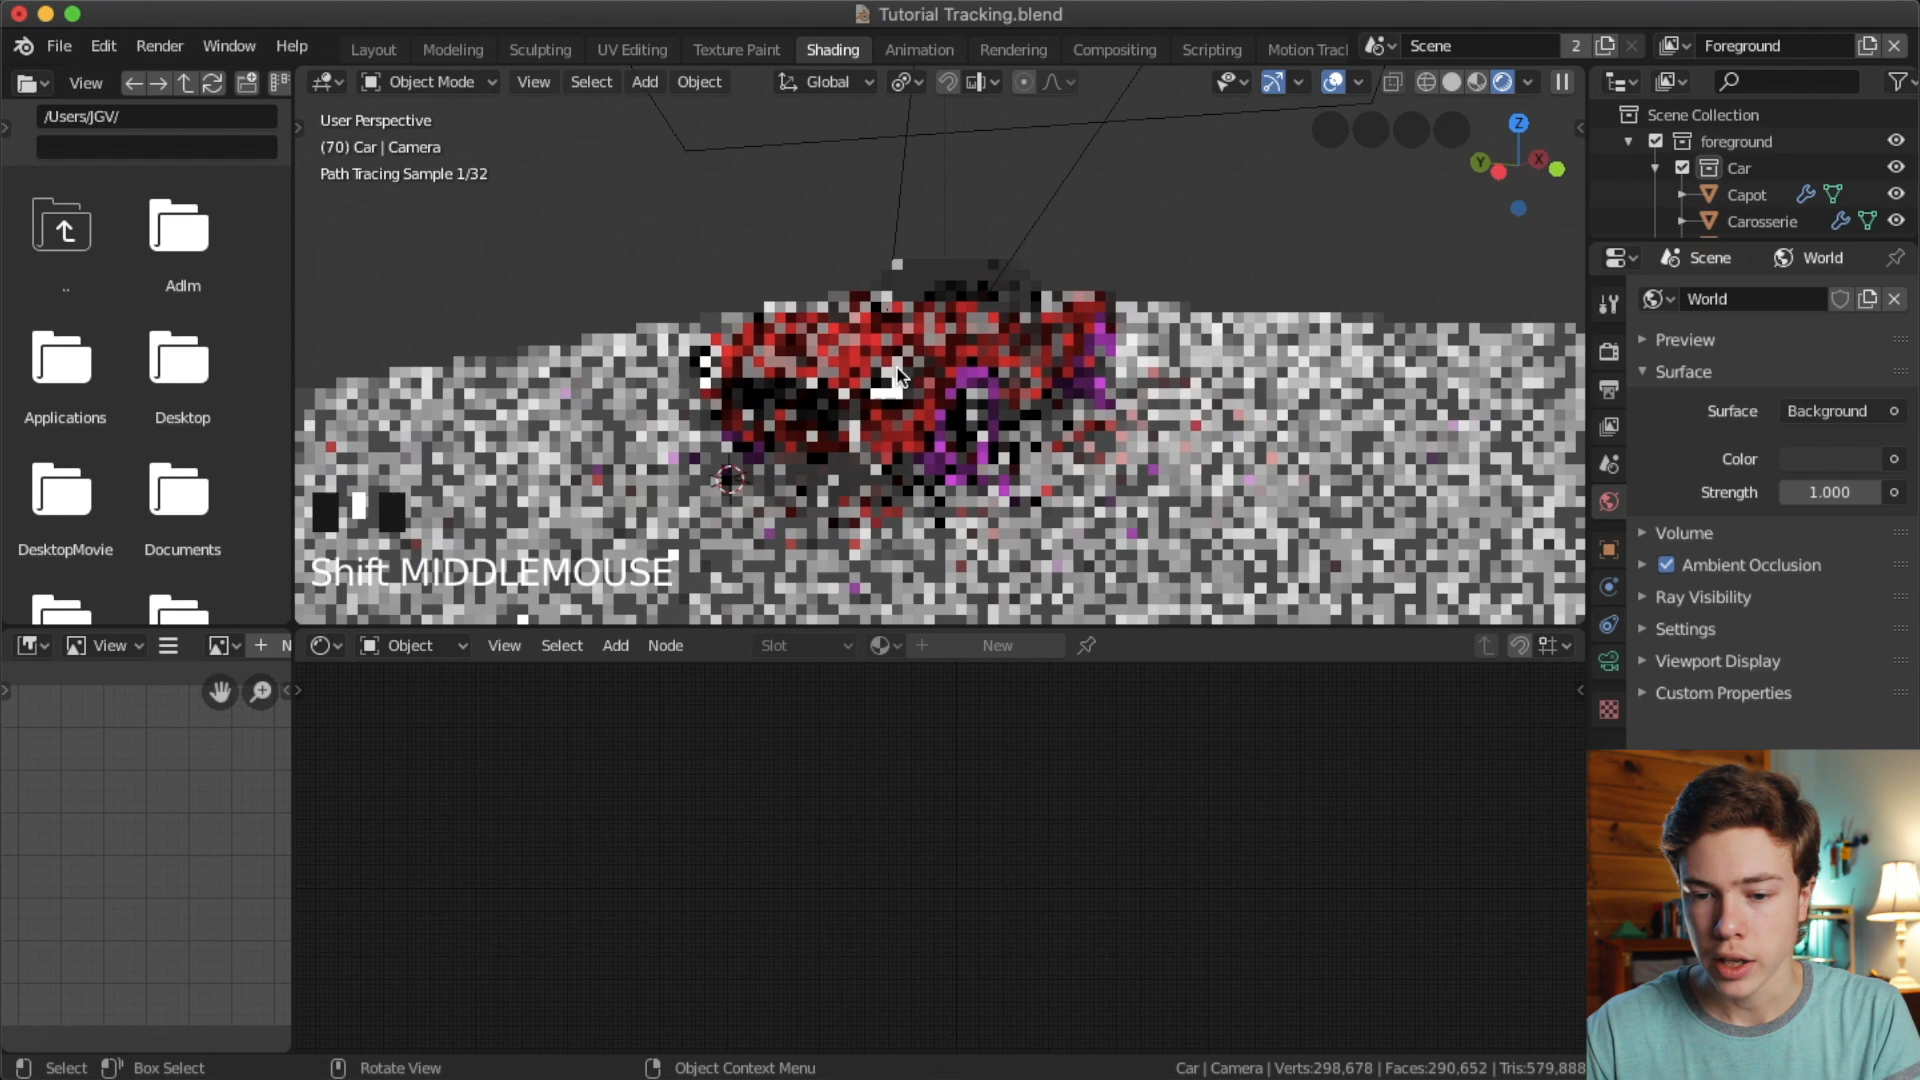 Tutorial Tracking.blend
File Edit Render Window Help
Layout Modeling Sculpting UV Editing Texture Paint Shading Animation Rendering Compositing Scripting Motion Tracl
Scene 2 Foreground
View
Object Mode View Select Add Object Global
/Users/JGV/
User Perspective
(70) Car | Camera
Path Tracing Sample 1/32
Z
Y
X
Scene Collection
foreground
Car
Capot
Carosserie
..
Adlm
Applications
Desktop
DesktopMovie
Documents
Scene World
World
Preview
Surface
Surface Background
Color
Strength 1.000
Volume
Ambient Occlusion
Ray Visibility
Settings
Viewport Display
Custom Properties
Shift MIDDLEMOUSE
View N
Object View Select Add Node Slot New
Select Box Select Rotate View Object Context Menu
Car | Camera | Verts:298,678 | Faces:290,652 | Tris:579,888